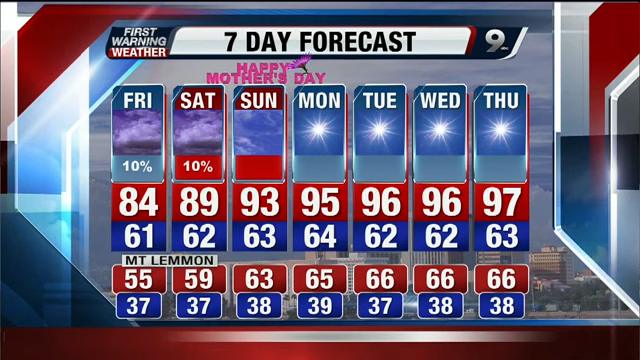 FIRST WARNING WEATHER
7 DAY FORECAST
9 abc
HAPPY
MOTHER'S DAY
FRI SAT SUN MON TUE WED THU
10% 10%
84 89 93 95 96 96 97
61 62 63 64 62 62 63
MT LEMMON
55 59 63 65 66 66 66
37 37 38 39 37 38 38